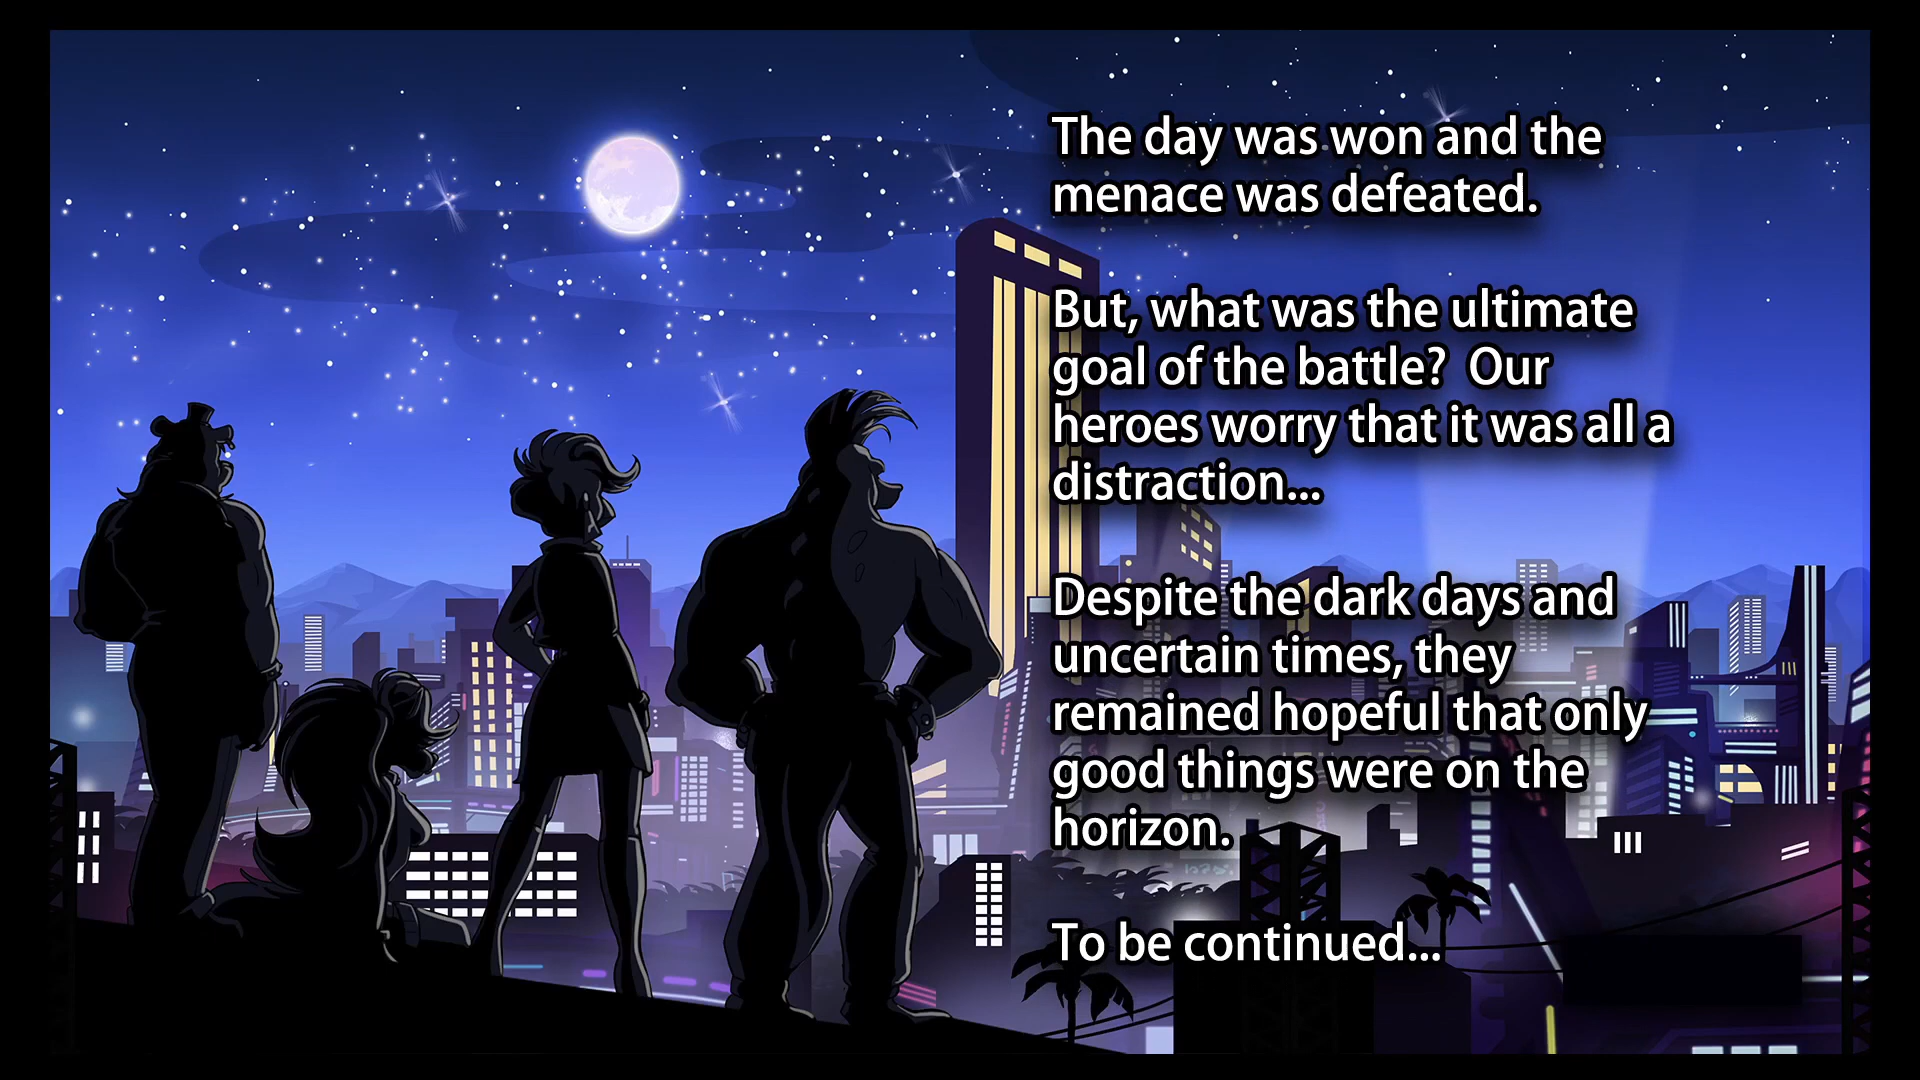 The day was won and the
menace was defeated.
But, what was the ultimate
goal of the battle?  Our
heroes worry that it was all a
distraction...
Despite the dark days and
uncertain times, they
remained hopeful that only
good things were on the
horizon.
To be continued...